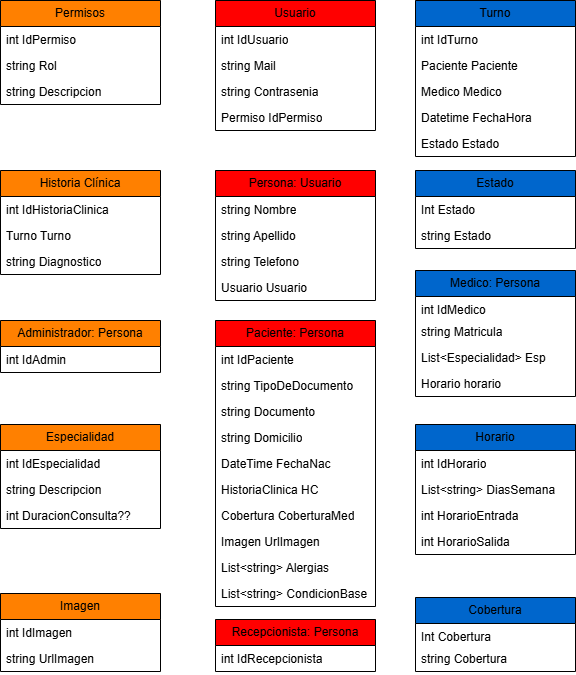 Permisos
int IdPermiso
string Rol
string Descripcion
Usuario
int IdUsuario
string Mail
string Contrasenia
Permiso IdPermiso
Turno
int IdTurno
Paciente Paciente
Medico Medico
Datetime FechaHora
Estado Estado
Historia Clínica
int IdHistoriaClinica
Turno Turno
string Diagnostico
Persona: Usuario
string Nombre
string Apellido
string Telefono
Usuario Usuario
Estado
Int Estado
string Estado
Medico: Persona
int IdMedico
string Matricula
List<Especialidad> Esp
Horario horario
Administrador: Persona
int IdAdmin
Paciente: Persona
int IdPaciente
string TipoDeDocumento
string Documento
string Domicilio
DateTime FechaNac
HistoriaClinica HC
Cobertura CoberturaMed
Imagen UrlImagen
List<string> Alergias
List<string> CondicionBase
Especialidad
int IdEspecialidad
string Descripcion
int DuracionConsulta??
Horario
int IdHorario
List<string> DiasSemana
int HorarioEntrada
int HorarioSalida
Imagen
int IdImagen
string UrlImagen
Recepcionista: Persona
int IdRecepcionista
Cobertura
Int Cobertura
string Cobertura